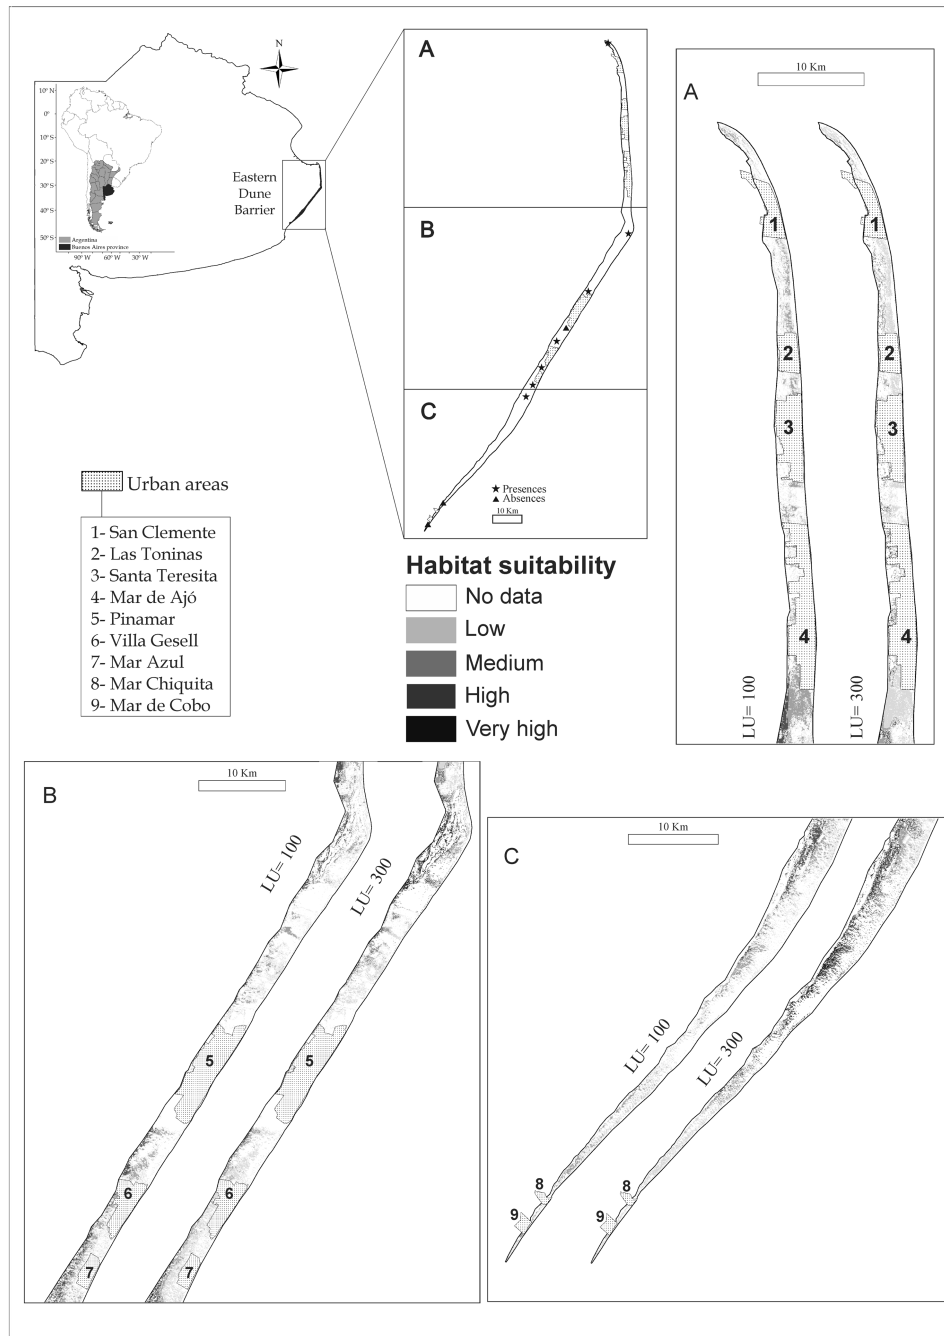 N
10° N
0°
10° S
20° S
30° S
40° S
50° S
Argentina
Buenos Aires province
90° W
60° W
30° W
Eastern
Dune
Barrier
A
B
C
Presences
Absences
10 Km
Urban areas
1- San Clemente
2- Las Toninas
3- Santa Teresita
4- Mar de Ajó
5- Pinamar
6- Villa Gesell
7- Mar Azul
8- Mar Chiquita
9- Mar de Cobo
Habitat suitability
No data
Low
Medium
High
Very high
A
10 Km
1
1
2
2
3
3
4
4
LU= 100
LU= 300
B
10 Km
LU= 100
LU= 300
5
5
6
6
7
7
C
10 Km
LU= 100
LU= 300
8
8
9
9